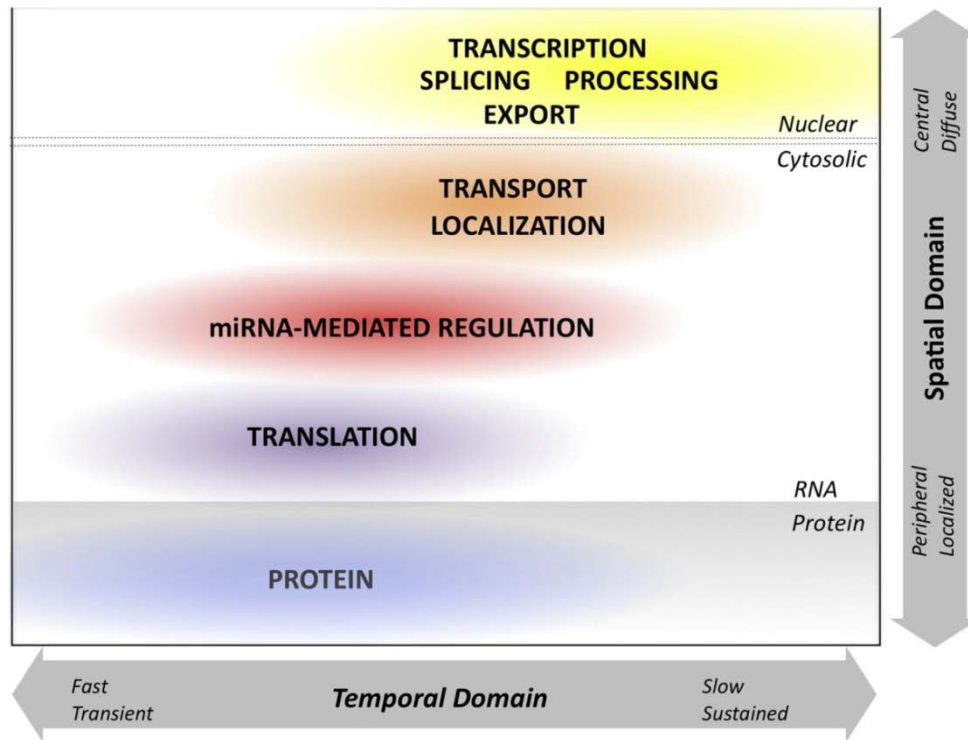 TRANSCRIPTION
SPLICING PROCESSING
EXPORT
Nuclear
Cytosolic
TRANSPORT
LOCALIZATION
miRNA-MEDIATED REGULATION
TRANSLATION
RNA
Protein
PROTEIN
Central
Diffuse
Spatial Domain
Peripheral
Localized
Fast
Transient
Temporal Domain
Slow
Sustained